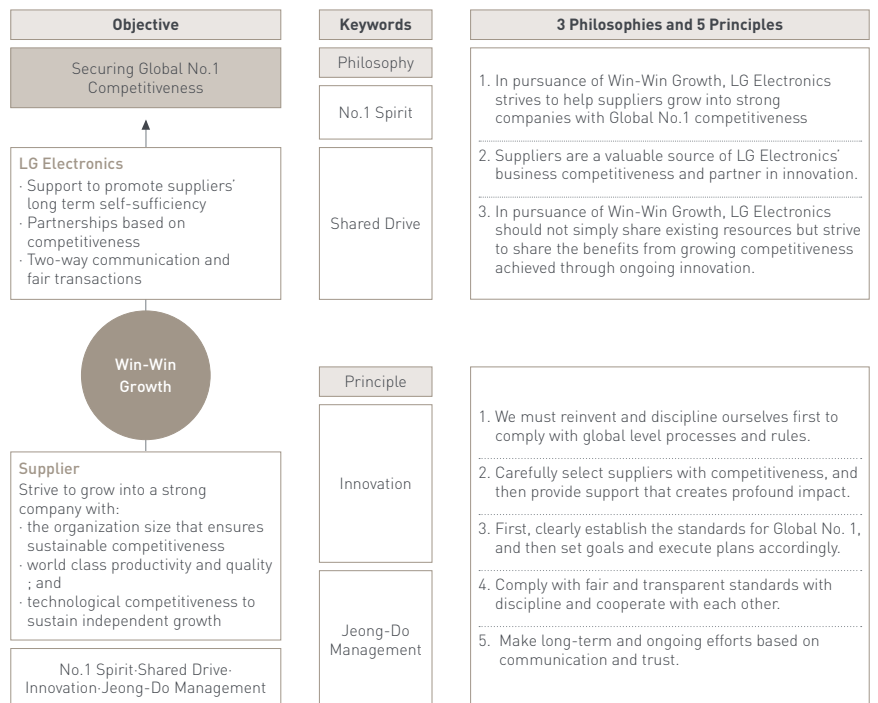 Objective
Securing Global No.1
Competitiveness
LG Electronics
· Support to promote suppliers'
long term self-sufficiency
· Partnerships based on
competitiveness
· Two-way communication and
fair transactions
Win-Win
Growth
Supplier
Strive to grow into a strong
company with:
· the organization size that ensures
sustainable competitiveness
· world class productivity and quality
; and
· technological competitiveness to
sustain independent growth
No.1 Spirit·Shared Drive·
Innovation·Jeong-Do Management
Keywords
Philosophy
No.1 Spirit
Shared Drive
Principle
Innovation
Jeong-Do
Management
3 Philosophies and 5 Principles
1. In pursuance of Win-Win Growth, LG Electronics
strives to help suppliers grow into strong
companies with Global No.1 competitiveness
2. Suppliers are a valuable source of LG Electronics'
business competitiveness and partner in innovation.
3. In pursuance of Win-Win Growth, LG Electronics
should not simply share existing resources but strive
to share the benefits from growing competitiveness
achieved through ongoing innovation.
1. We must reinvent and discipline ourselves first to
comply with global level processes and rules.
2. Carefully select suppliers with competitiveness, and
then provide support that creates profound impact.
3. First, clearly establish the standards for Global No. 1,
and then set goals and execute plans accordingly.
4. Comply with fair and transparent standards with
discipline and cooperate with each other.
5. Make long-term and ongoing efforts based on
communication and trust.